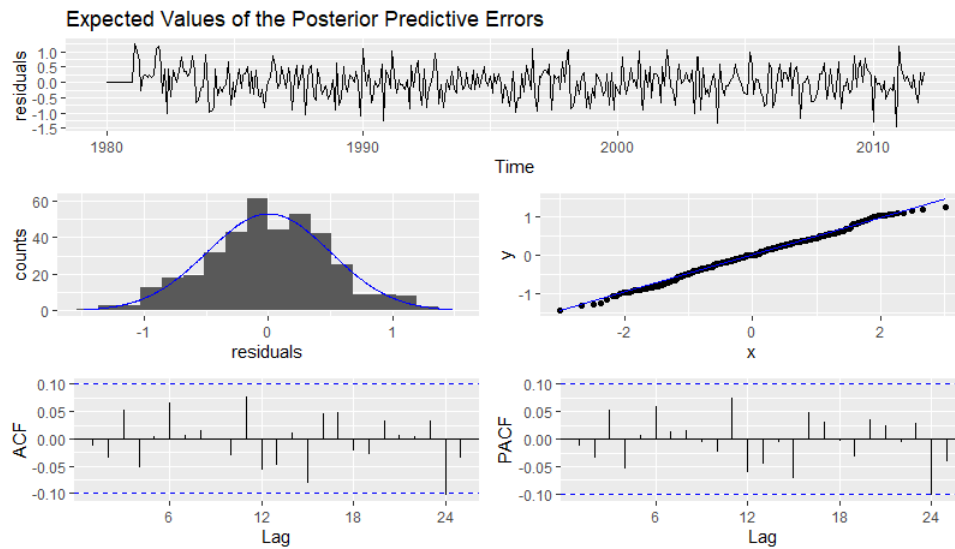 Expected Values of the Posterior Predictive Errors
residuals
1.0
0.5
0.0
-0.5
-1.0
-1.5
1980 1990 2000 2010
Time
counts
60
40
20
0
-1 0 1
residuals
y
1
0
-1
-2 0 2
x
ACF
0.10
0.05
0.00
-0.05
-0.10
6 12 18 24
Lag
PACF
0.10
0.05
0.00
-0.05
-0.10
6 12 18 24
Lag